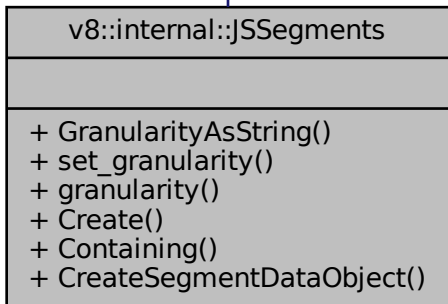 v8::internal::JSSegments
+ GranularityAsString()
+ set_granularity()
+ granularity()
+ Create()
+ Containing()
+ CreateSegmentDataObject()